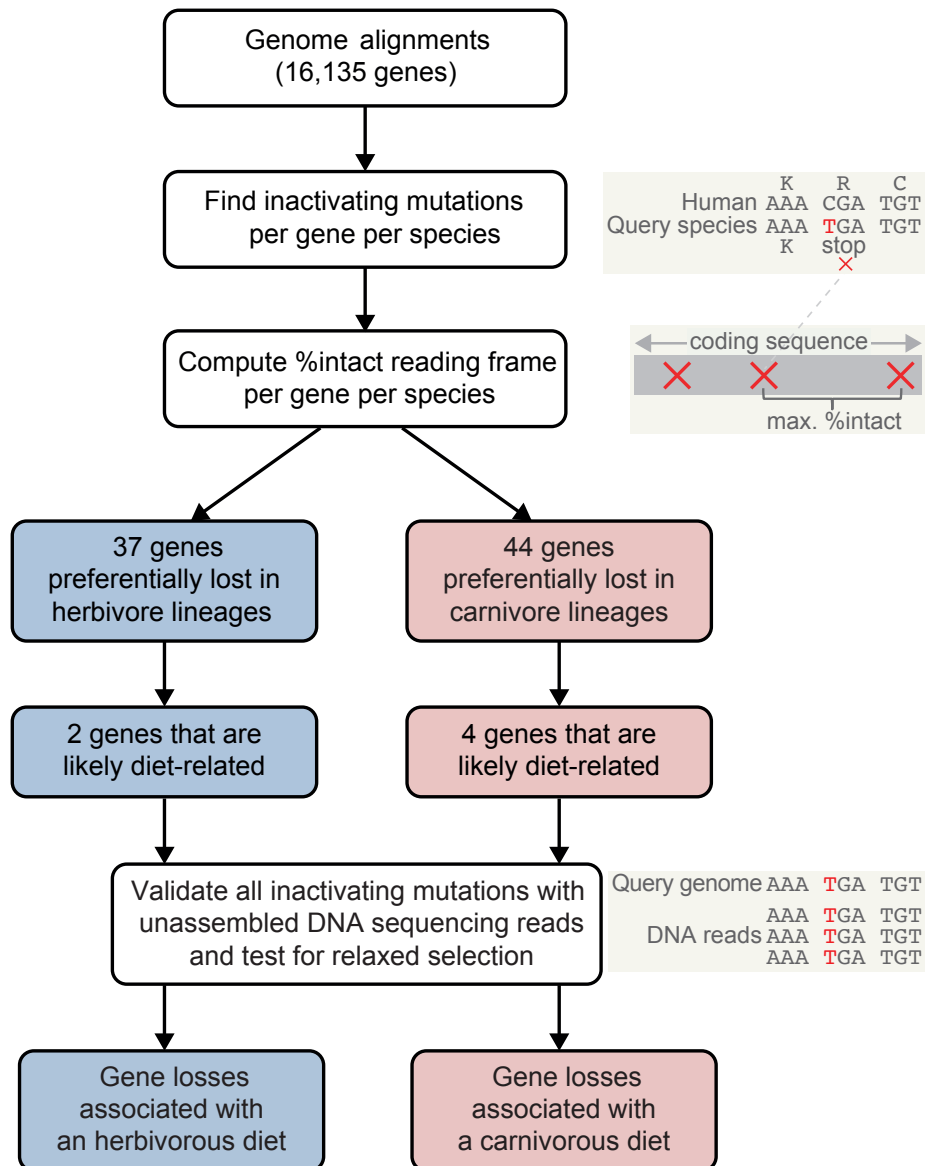 Genome alignments
(16,135 genes)
Find inactivating mutations
per gene per species
K R C
Human AAA CGA TGT
Query species AAA TGA TGT
K stop
Compute %intact reading frame
per gene per species
coding sequence
max. %intact
37 genes
preferentially lost in
herbivore lineages
44 genes
preferentially lost in
carnivore lineages
2 genes that are
likely diet-related
4 genes that are
likely diet-related
Validate all inactivating mutations with
unassembled DNA sequencing reads
and test for relaxed selection
Query genome AAA TGA TGT
AAA TGA TGT
DNA reads AAA TGA TGT
AAA TGA TGT
Gene losses
associated with
an herbivorous diet
Gene losses
associated with
a carnivorous diet